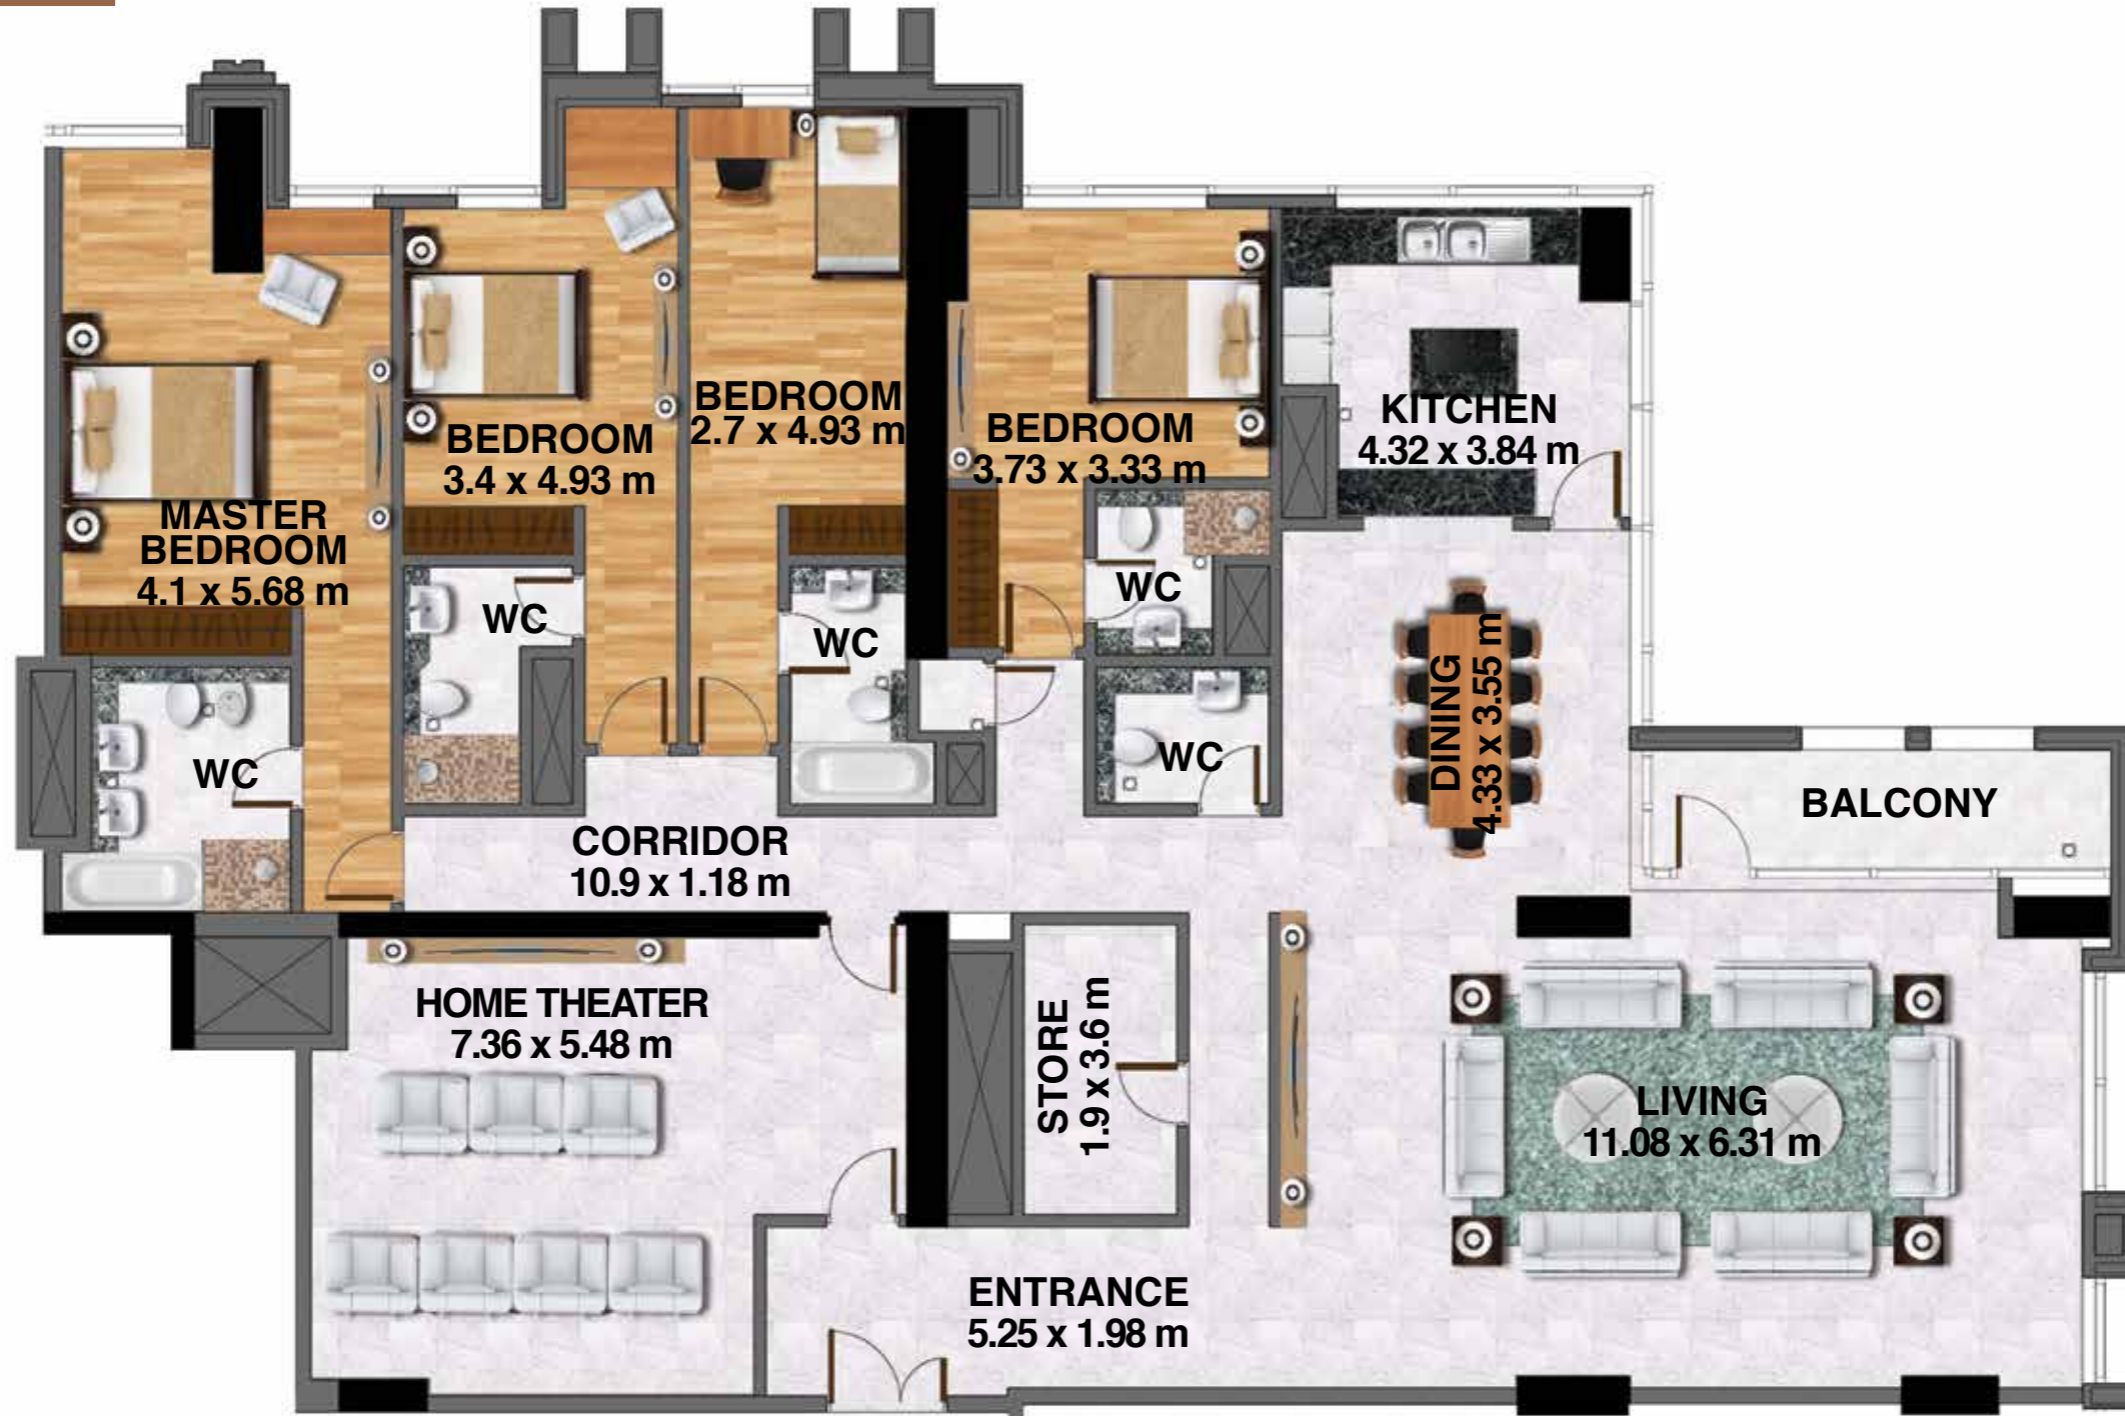 BEDROOM
2.7 x 4.93 m
BEDROOM
3.4 x 4.93 m
BEDROOM
3.73 x 3.33 m
KITCHEN
4.32 x 3.84 m
MASTER
BEDROOM
4.1 x 5.68 m
WC
WC
WC
WC
WC
DINING
4.33 x 3.55 m
BALCONY
CORRIDOR
10.9 x 1.18 m
HOME THEATER
7.36 x 5.48 m
STORE
1.9 x 3.6 m
LIVING
11.08 x 6.31 m
ENTRANCE
5.25 x 1.98 m